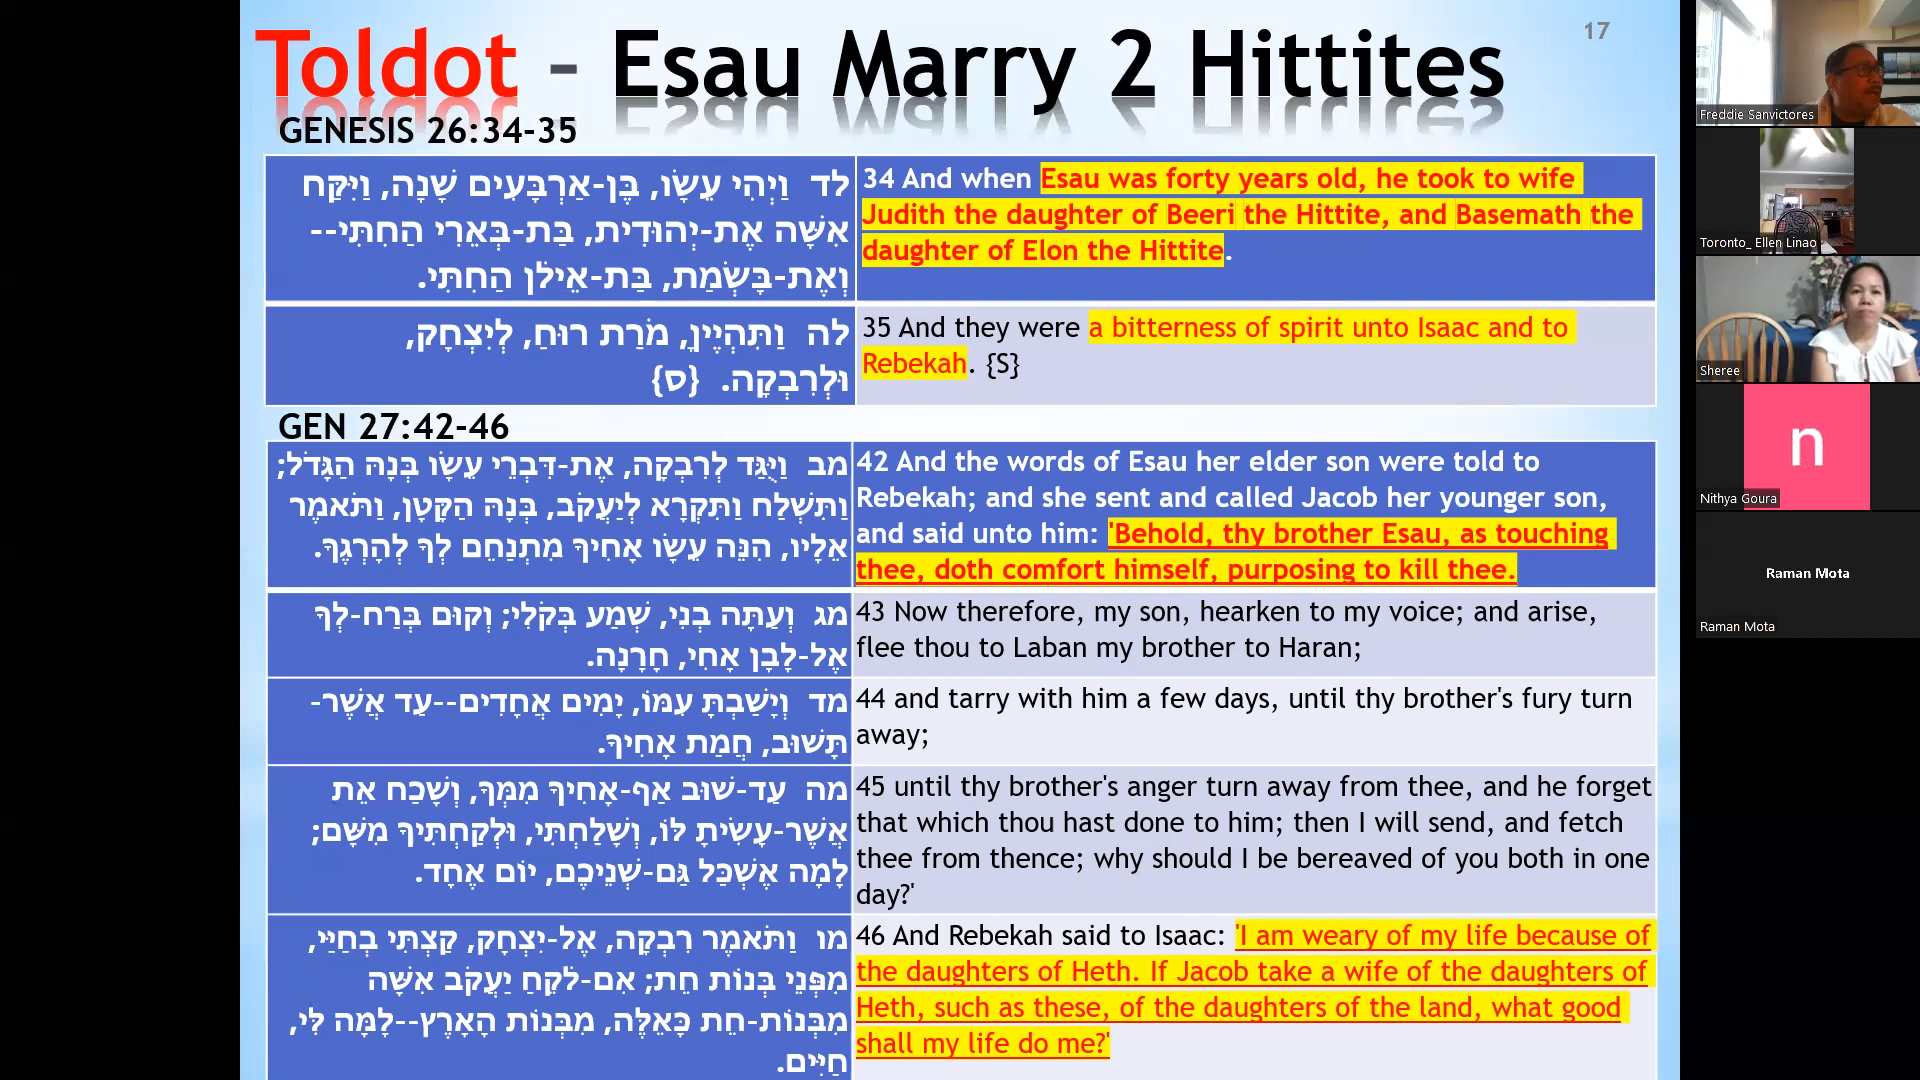 Toldot - Esau Marry 2 Hittites
17
GENESIS 26:34-35
לד וַיְהִי עֵשָׂו, בֶּן-אַרְבָּעִים שָׁנָה, וַיִּקַּח
אִשָּׁה אֶת-יְהוּדִית, בַּת-בְּאֵרִי הַחִתִּי--
וְאֶת-בָּשְׂמַת, בַּת-אֵילֹן הַחִתִּי.
34 And when Esau was forty years old, he took to wife
Judith the daughter of Beeri the Hittite, and Basemath the
daughter of Elon the Hittite.
לה וַתִּהְיֶיןָ, מֹרַת רוּחַ, לְיִצְחָק,
וּלְרִבְקָה. {ס}
35 And they were a bitterness of spirit unto Isaac and to
Rebekah. {S}
GEN 27:42-46
מב וַיֻּגַּד לְרִבְקָה, אֶת-דִּבְרֵי עֵשָׂו בְּנָהּ הַגָּדֹל;
וַתִּשְׁלַח וַתִּקְרָא לְיַעֲקֹב, בְּנָהּ הַקָּטָן, וַתֹּאמֶר
אֵלָיו, הִנֵּה עֵשָׂו אָחִיךָ מִתְנַחֵם לְךָ לְהָרְגֶךָ.
42 And the words of Esau her elder son were told to
Rebekah; and she sent and called Jacob her younger son,
and said unto him: 'Behold, thy brother Esau, as touching
thee, doth comfort himself, purposing to kill thee.
מג וְעַתָּה בְנִי, שְׁמַע בְּקֹלִי; וְקוּם בְּרַח-לְךָ
אֶל-לָבָן אָחִי, חָרָנָה.
43 Now therefore, my son, hearken to my voice; and arise,
flee thou to Laban my brother to Haran;
מד וְיָשַׁבְתָּ עִמּוֹ, יָמִים אֲחָדִים--עַד אֲשֶׁר-
תָּשׁוּב, חֲמַת אָחִיךָ.
44 and tarry with him a few days, until thy brother's fury turn
away;
מה עַד-שׁוּב אַף-אָחִיךָ מִמְּךָ, וְשָׁכַח אֵת
אֲשֶׁר-עָשִׂיתָ לּוֹ, וְשָׁלַחְתִּי, וּלְקַחְתִּיךָ מִשָּׁם;
לָמָה אֶשְׁכַּל גַּם-שְׁנֵיכֶם, יוֹם אֶחָד.
45 until thy brother's anger turn away from thee, and he forget
that which thou hast done to him; then I will send, and fetch
thee from thence; why should I be bereaved of you both in one
day?'
מו וַתֹּאמֶר רִבְקָה, אֶל-יִצְחָק, קַצְתִּי בְחַיַּי,
מִפְּנֵי בְּנוֹת חֵת; אִם-לֹקֵחַ יַעֲקֹב אִשָּׁה
מִבְּנוֹת-חֵת כָּאֵלֶּה, מִבְּנוֹת הָאָרֶץ--לָמָּה לִּי,
חַיִּים.
46 And Rebekah said to Isaac: 'I am weary of my life because of
the daughters of Heth. If Jacob take a wife of the daughters of
Heth, such as these, of the daughters of the land, what good
shall my life do me?'
Freddie Sanvictores
Toronto_ Ellen Linao
Sheree
n
Nithya Goura
Raman Mota
Raman Mota